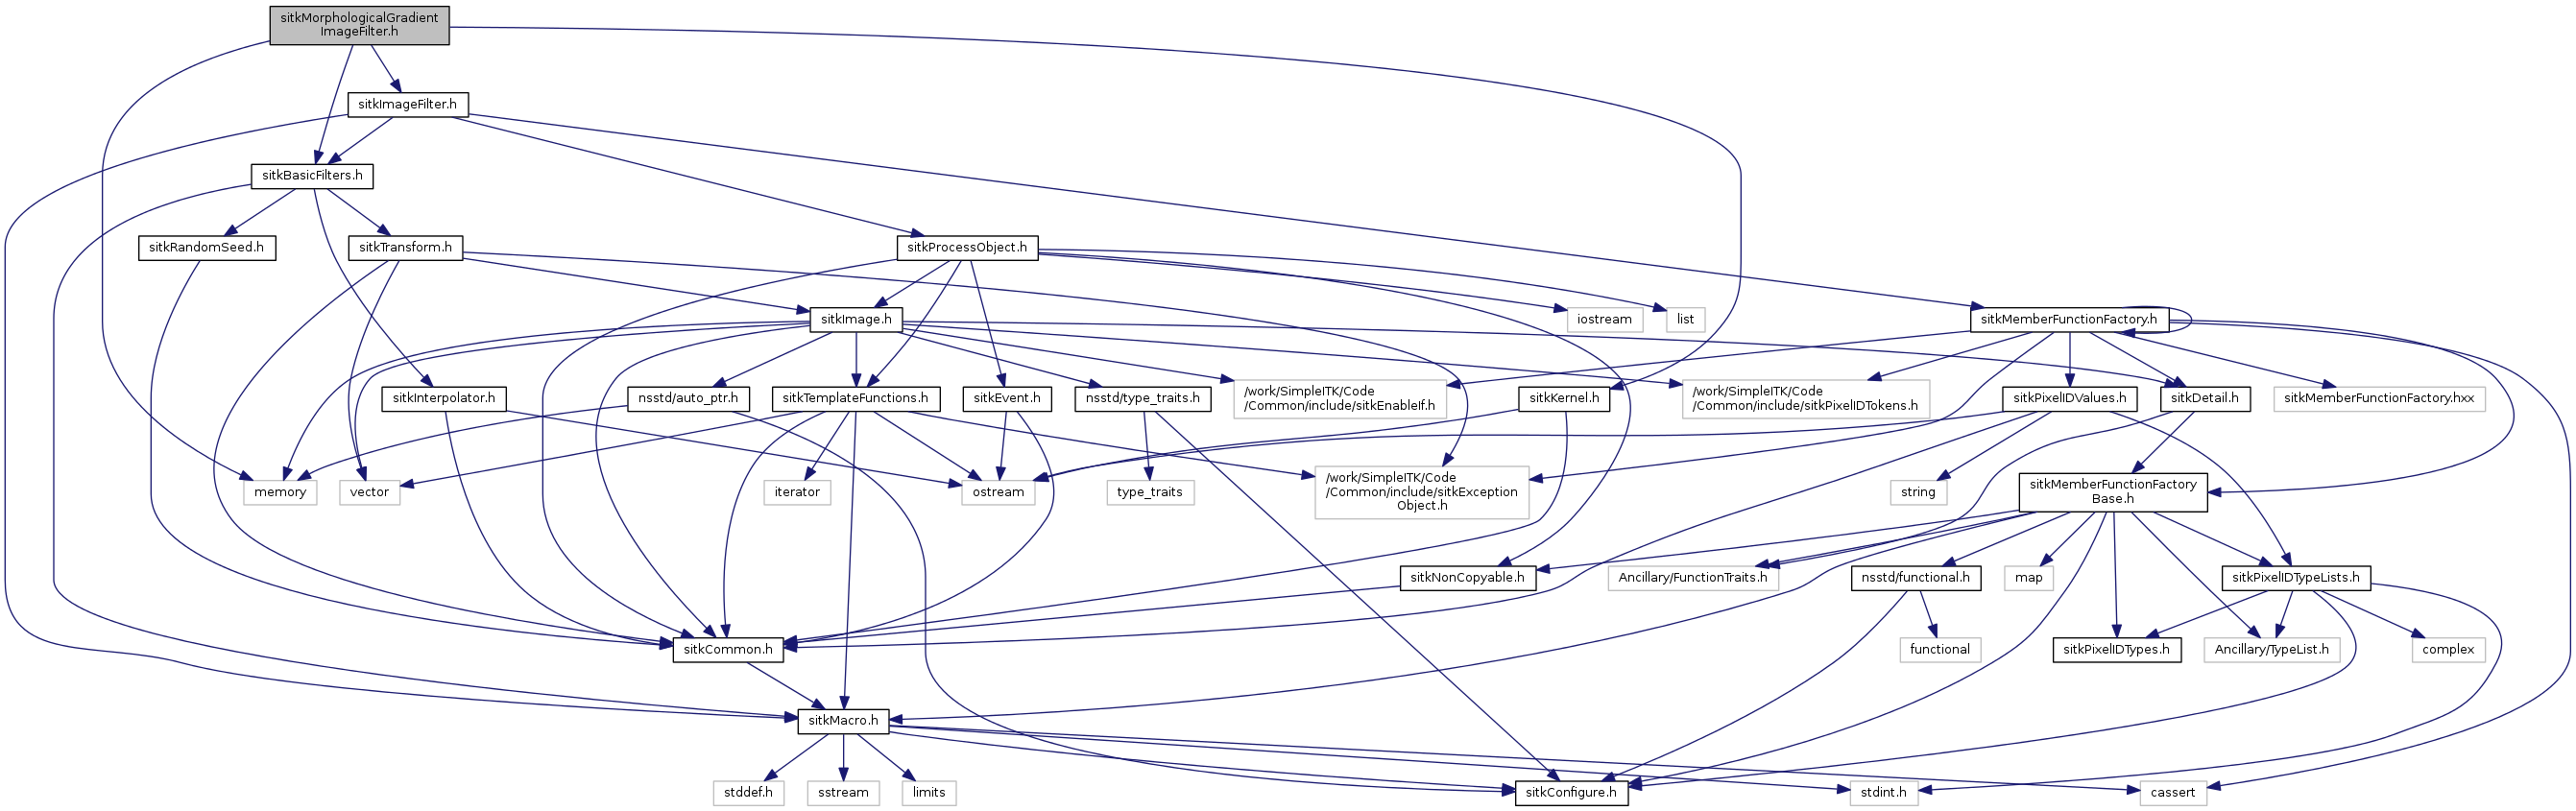 sitkMorphologicalGradient
ImageFilter.h
sitkImageFilter.h
sitkBasicFilters.h
sitkRandomSeed.h
sitkTransform.h
sitkProcessObject.h
sitkImage.h
iostream
list
sitkMemberFunctionFactory.h
sitkInterpolator.h
nsstd/auto_ptr.h
sitkTemplateFunctions.h
sitkEvent.h
nsstd/type_traits.h
/work/SimpleITK/Code
/Common/include/sitkEnableIf.h
sitkKernel.h
/work/SimpleITK/Code
/Common/include/sitkPixelIDTokens.h
sitkPixelIDValues.h
sitkDetail.h
sitkMemberFunctionFactory.hxx
memory
vector
iterator
ostream
type_traits
/work/SimpleITK/Code
/Common/include/sitkException
Object.h
string
sitkMemberFunctionFactory
Base.h
sitkNonCopyable.h
Ancillary/FunctionTraits.h
nsstd/functional.h
map
sitkPixelIDTypeLists.h
sitkCommon.h
functional
sitkPixelIDTypes.h
Ancillary/TypeList.h
complex
sitkMacro.h
stddef.h
sstream
limits
sitkConfigure.h
stdint.h
cassert